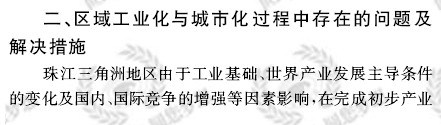 二、区域工业化与城市化过程中存在的问题及
解决措施
珠江三角洲地区由于工业基础、世界产业发展主导条件
的变化及国内、国际竞争的增强等因素影响,在完成初步产业